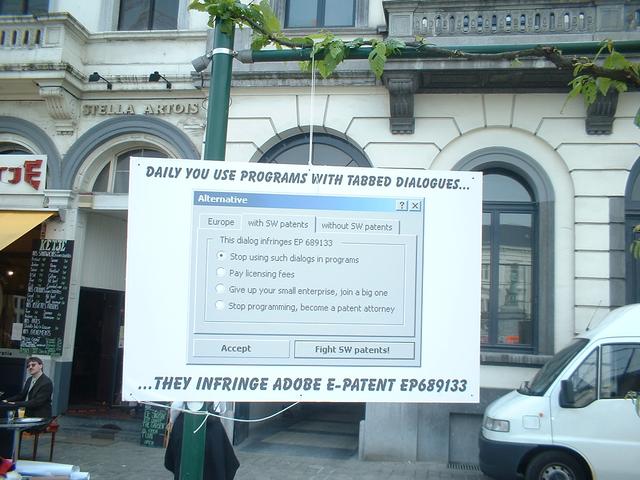 STELLA ARTOIS
DAILY YOU USE PROGRAMS WITH TABBED DIALOGUES...
Alternative
Europe with SW patents without SW patents
This dialog infringes EP 689133
Stop using such dialogs in programs
Pay licensing fees
Give up your small enterprise, join a big one
Stop programming, become a patent attorney
Accept Fight SW patents!
...THEY INFRINGE ADOBE E-PATENT EP689133